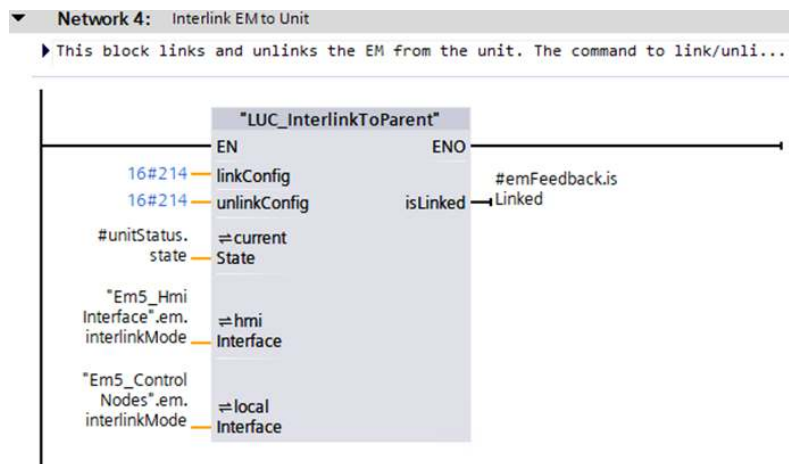 Network 4: Interlink EM to Unit
This block links and unlinks the EM from the unit. The command to link/unli...
"LUC_InterlinkToParent"
EN ENO
16#214 linkConfig
#emFeedback.is
16#214 unlinkConfig isLinked Linked
#unitStatus. ⇌current
state State
"Em5_Hmi
Interface".em. ⇌hmi
interlinkMode Interface
"Em5_Control
Nodes".em. ⇌local
interlinkMode Interface